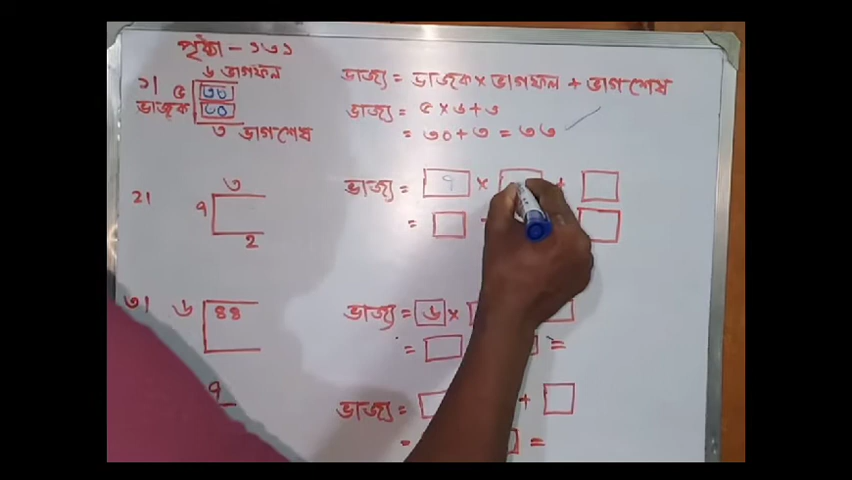 পৃষ্ঠা - ১৩১
৬ ভাগফল
১। ৫ ৩৩
ভাজক ৩০
৩ ভাগশেষ
ভাজ্য = ভাজক × ভাগফল + ভাগশেষ
ভাজ্য = ৫ × ৬ + ৩
= ৩০ + ৩ = ৩৩
২।
৩
৭
২
ভাজ্য = ৭ × +
=
৩। ৬ ৪৪
ভাজ্য = ৬ ×
= =
৭
ভাজ্য = +
= =